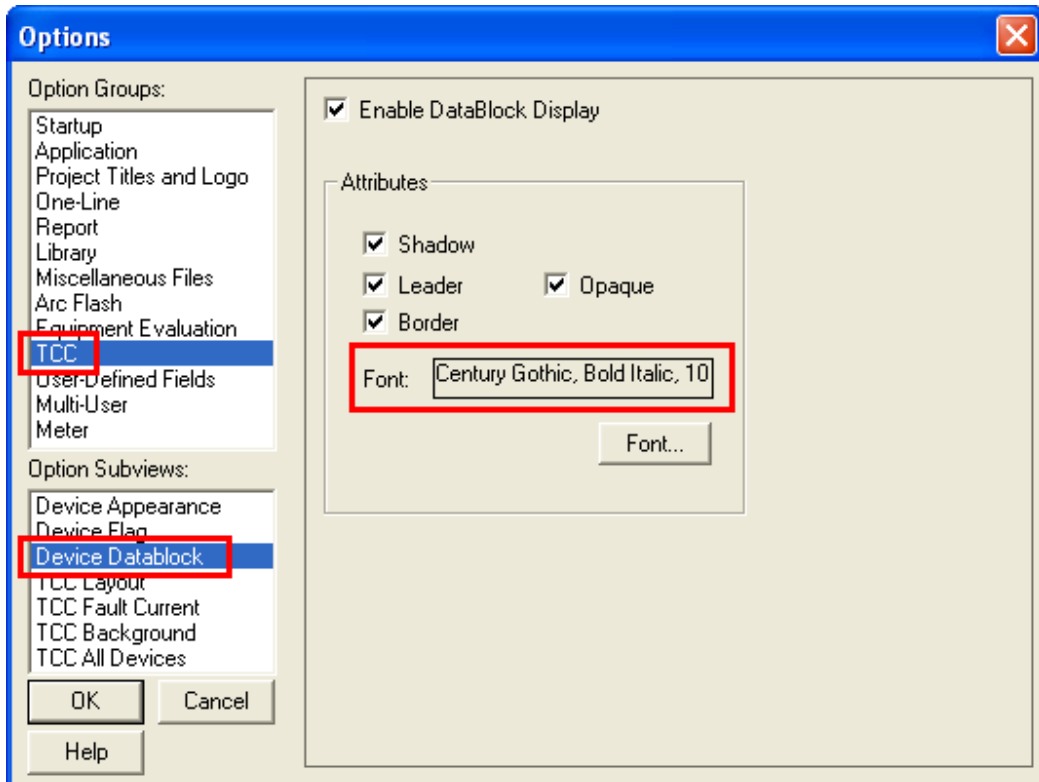 Options
Option Groups:
Startup
Application
Project Titles and Logo
One-Line
Report
Library
Miscellaneous Files
Arc Flash
Equipment Evaluation
TCC
User-Defined Fields
Multi-User
Meter
Option Subviews:
Device Appearance
Device Flag
Device Datablock
TCC Layout
TCC Fault Current
TCC Background
TCC All Devices
OK Cancel
Help
Enable DataBlock Display
Attributes
Shadow
Leader Opaque
Border
Font: Century Gothic, Bold Italic, 10
Font...